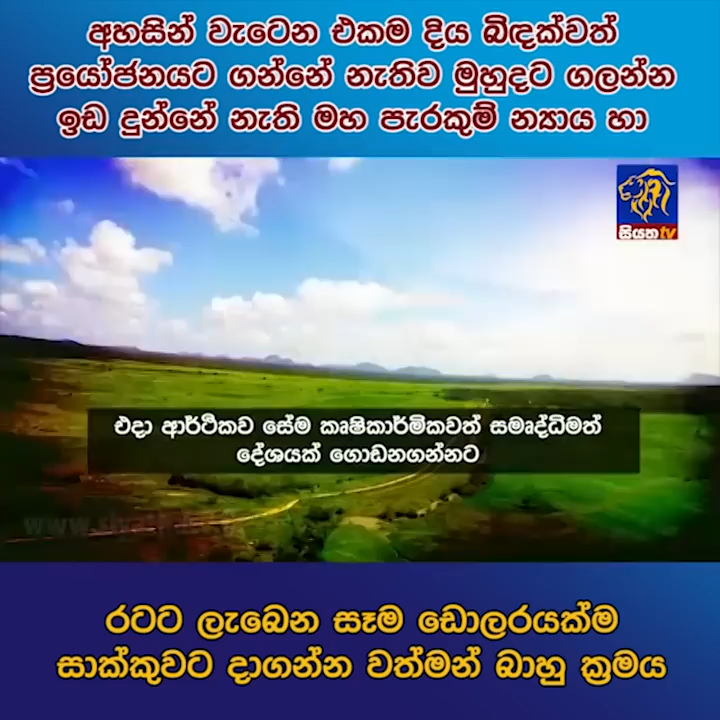 අහසින් වැටෙන එකම දිය බිඳක්වත්
ප්‍රයෝජනයට ගන්නේ නැතිව මුහුදට ගලන්න
ඉඩ දුන්නේ නැති මහ පැරකුම් න්‍යාය හා
සියත tv
එදා ආර්ථිකව සේම කෘෂිකාර්මිකවත් සමෘද්ධිමත්
දේශයක් ගොඩනගන්නට
රටට ලැබෙන සෑම ඩොලරයක්ම
සාක්කුවට දාගන්න වත්මන් බාහු ක්‍රමය